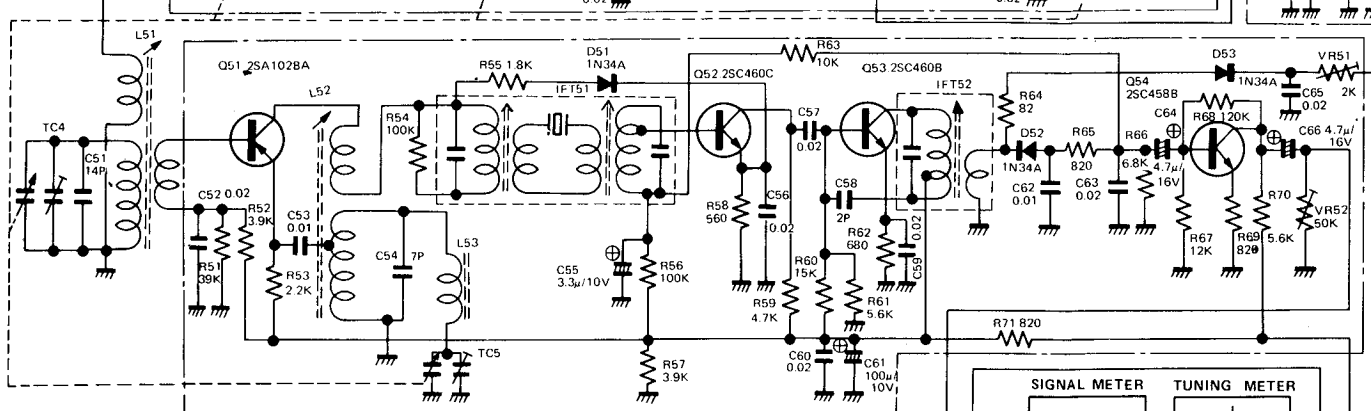 0.02
0.02
L51
Q51 2SA102BA
L52
R55 1.8K
D51
1N34A
IFT51
R54
100K
Q52 2SC460C
R63
10K
C57
0.02
Q53 2SC460B
IFT52
R64
82
D53
1N34A
VR51
2K
C65
0.02
Q54
2SC458B
C64
R68 120K
C66 4.7μ/
16V
TC4
C51
14P
D52
1N34A
R65
820
R66
6.8K
4.7μ/
16V
C52 0.02
R52
3.9K
C53
0.01
R51
39K
R53
2.2K
C54
7P
L53
C55
3.3μ/10V
R56
100K
R58
560
C56
0.02
C58
2P
R62
680
0.02
C59
C62
0.01
C63
0.02
R67
12K
R69
820
R70
5.6K
VR52
50K
R60
15K
R59
4.7K
R61
5.6K
R71 820
TC5
R57
3.9K
C60
0.02
C61
100μ/
10V
SIGNAL METER
TUNING METER